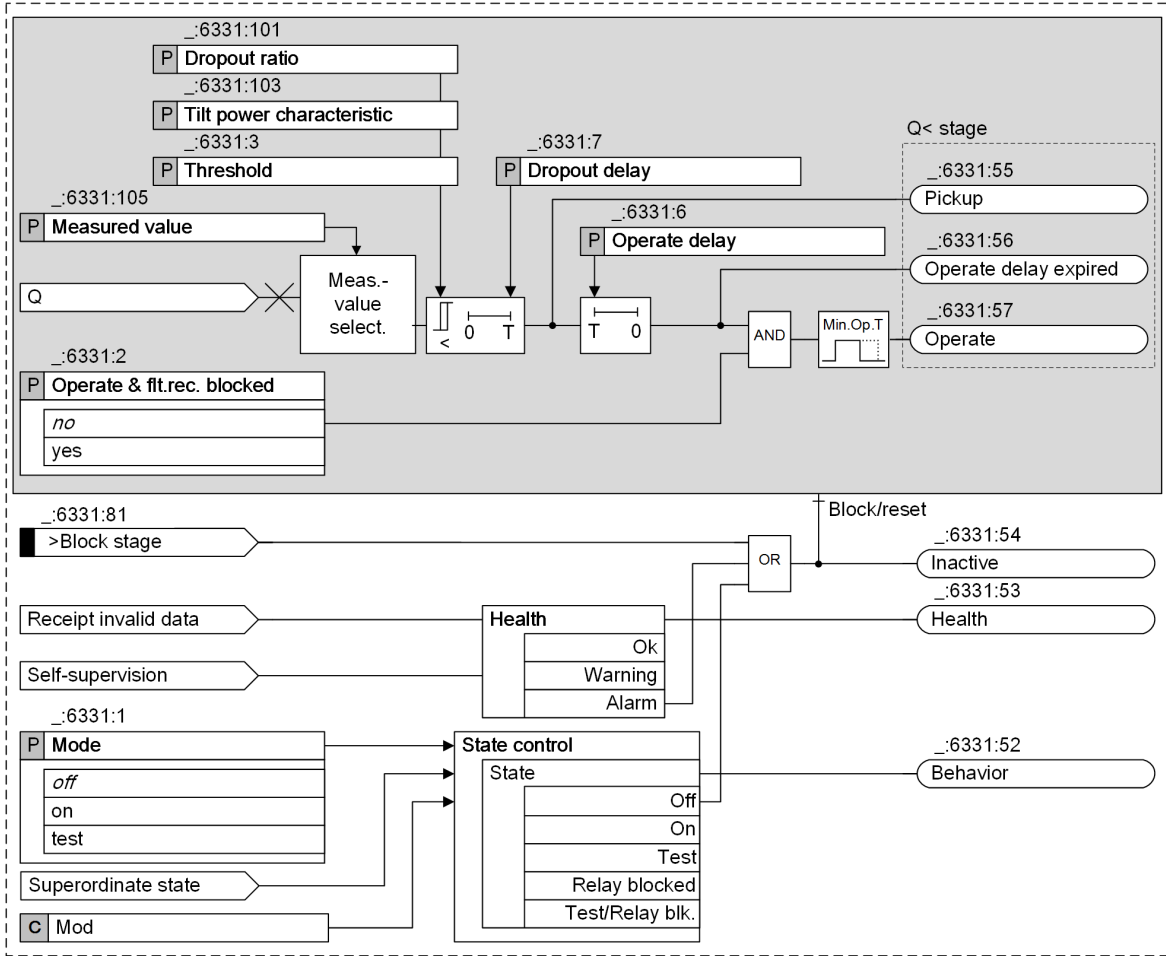 _:6331:101
P Dropout ratio
_:6331:103
P Tilt power characteristic
_:6331:3
P Threshold
_:6331:7
P Dropout delay
Q< stage
_:6331:55
Pickup
_:6331:105
P Measured value
_:6331:6
P Operate delay
_:6331:56
Operate delay expired
Q
Meas.-
value
select.
<
0 T
T 0
AND
Min.Op.T
_:6331:57
Operate
_:6331:2
P Operate & flt.rec. blocked
no
yes
Block/reset
_:6331:81
>Block stage
OR
_:6331:54
Inactive
_:6331:53
Health
Receipt invalid data
Self-supervision
Health
Ok
Warning
Alarm
_:6331:1
P Mode
off
on
test
Superordinate state
C Mod
State control
State
Off
On
Test
Relay blocked
Test/Relay blk.
_:6331:52
Behavior